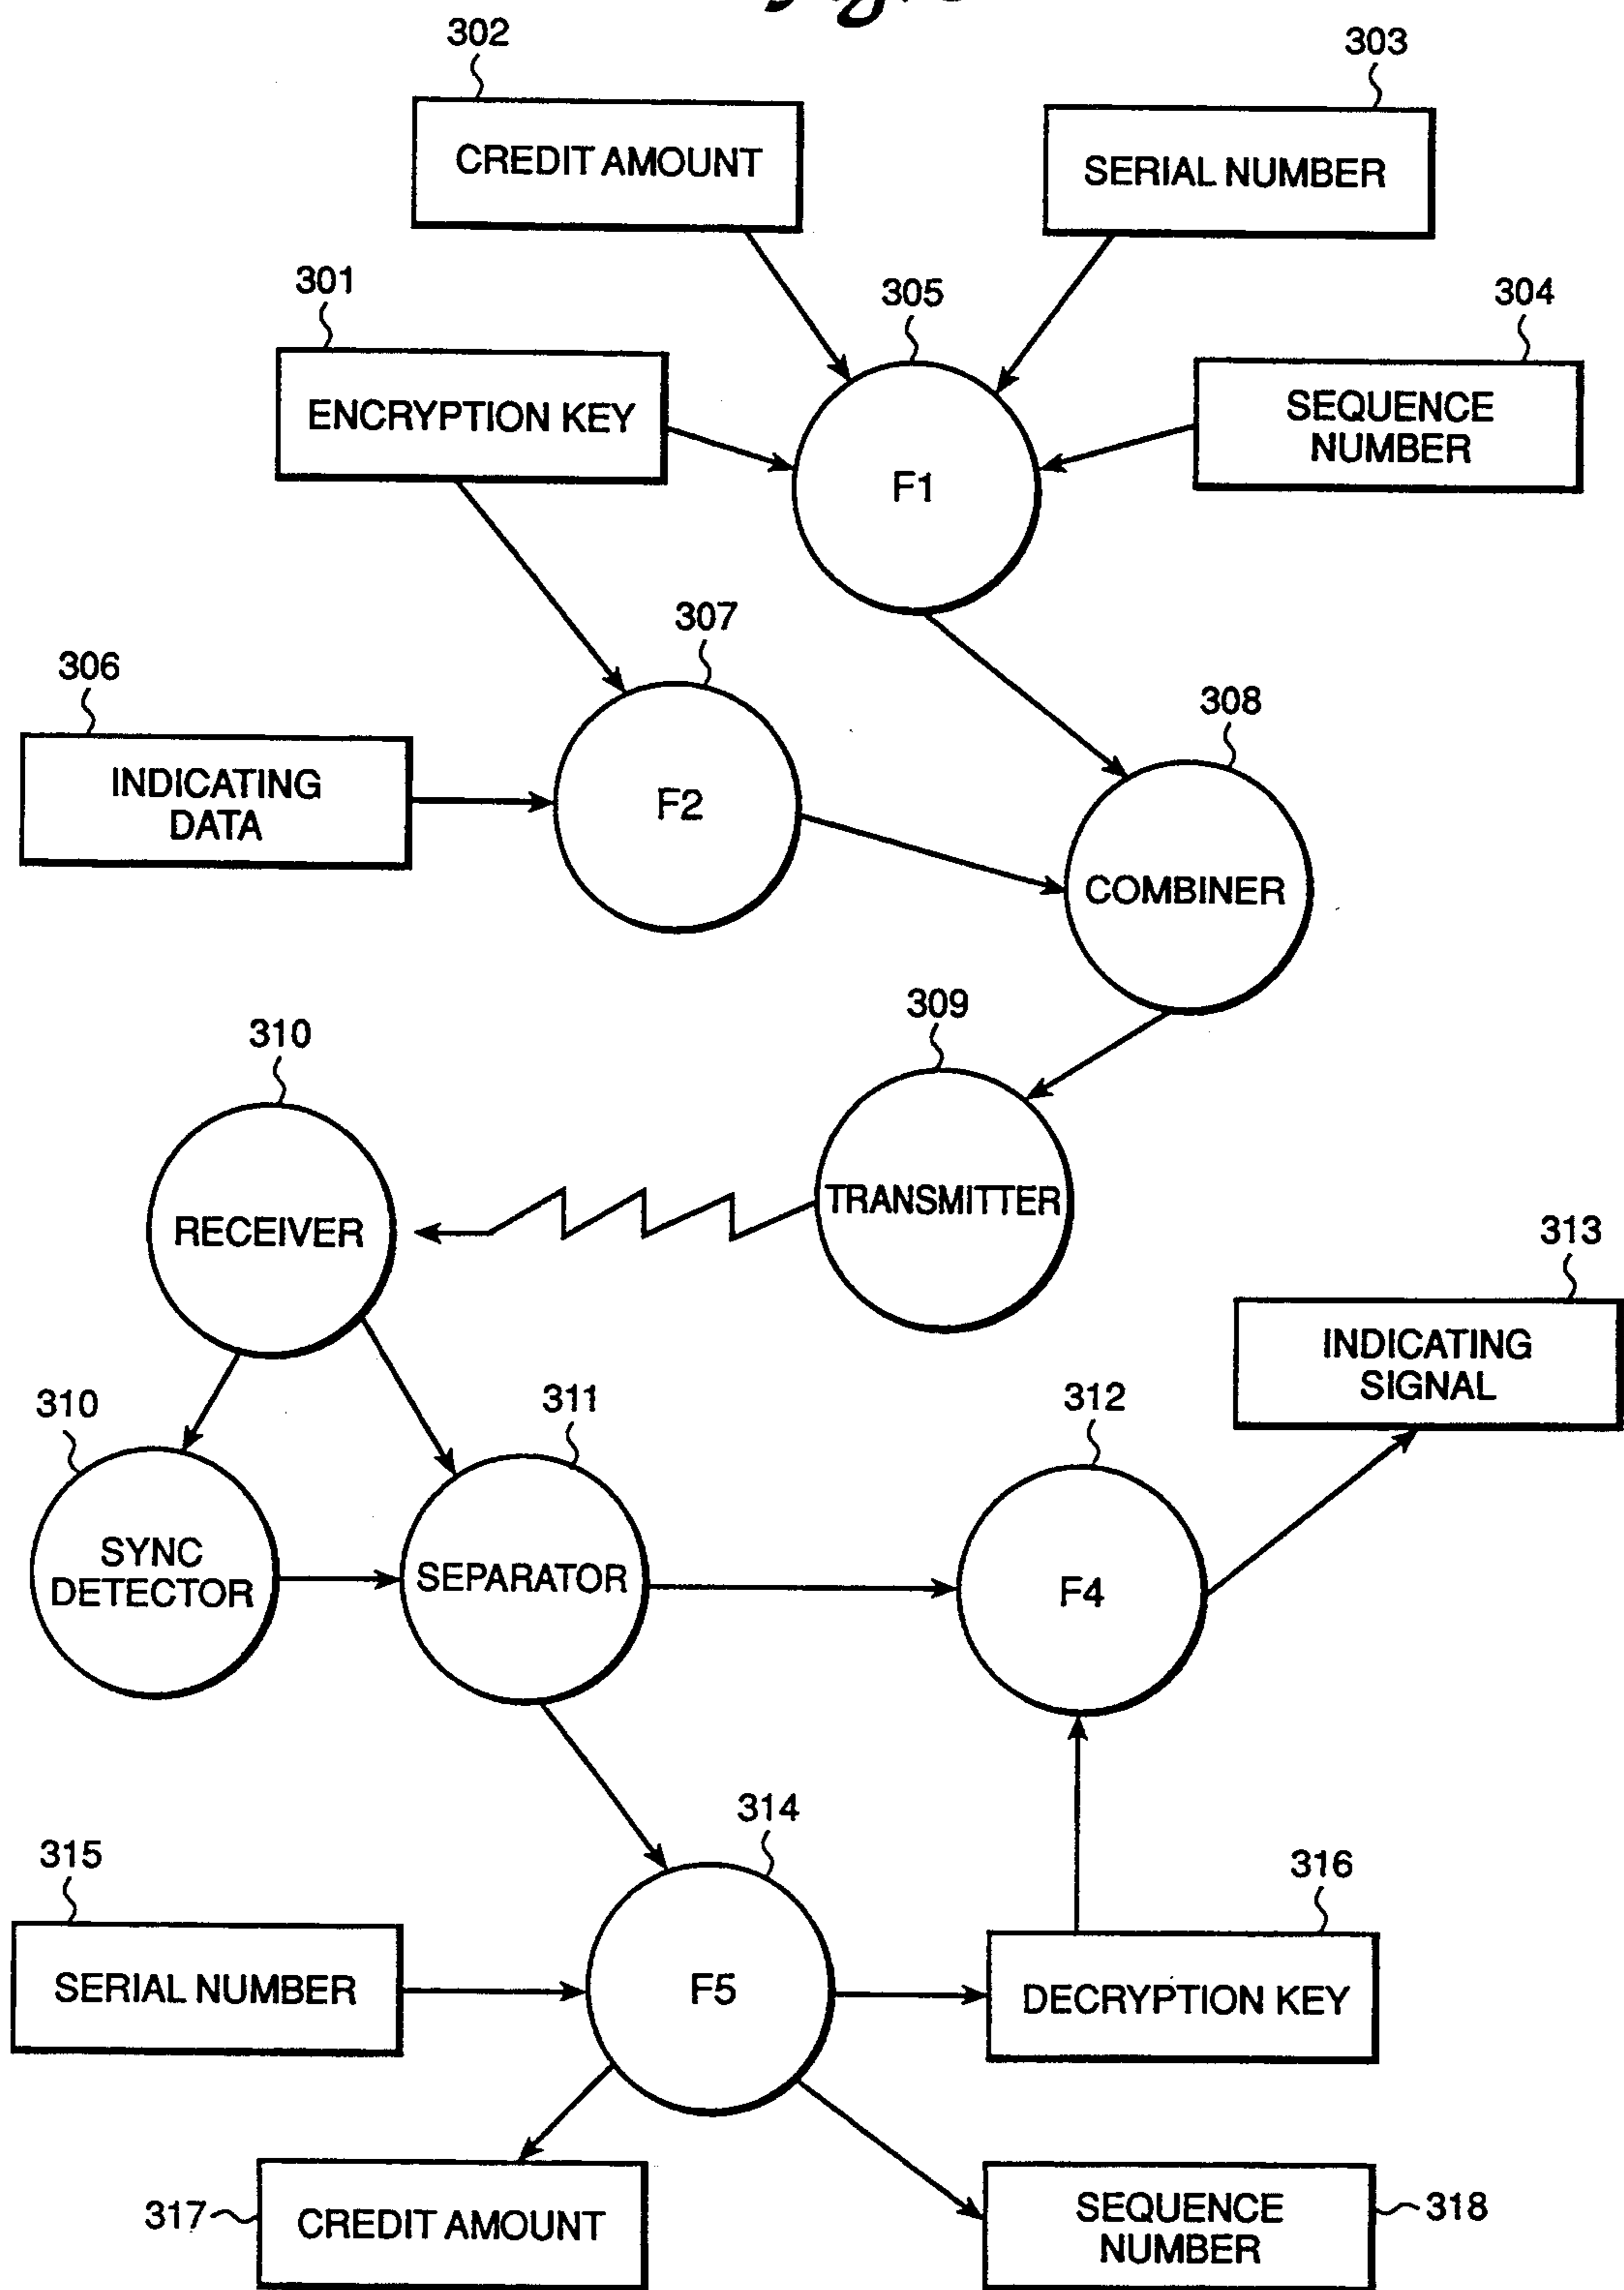 302
303
CREDIT AMOUNT
SERIAL NUMBER
301
305
304
ENCRYPTION KEY
SEQUENCE
NUMBER
F1
307
306
308
INDICATING
DATA
F2
COMBINER
309
310
TRANSMITTER
RECEIVER
313
INDICATING
SIGNAL
310
311
312
SYNC
DETECTOR
SEPARATOR
F4
314
315
316
SERIAL NUMBER
F5
DECRYPTION KEY
317
CREDIT AMOUNT
SEQUENCE
NUMBER
318